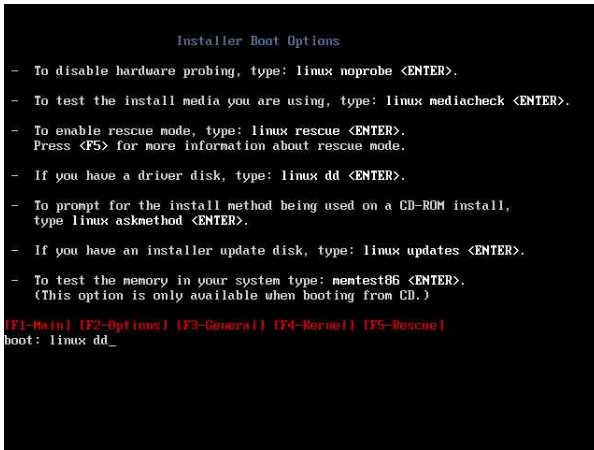 Installer Boot Options
- To disable hardware probing, type: linux noprobe <ENTER>.
- To test the install media you are using, type: linux mediacheck <ENTER>.
- To enable rescue mode, type: linux rescue <ENTER>.
Press <F5> for more information about rescue mode.
- If you have a driver disk, type: linux dd <ENTER>.
- To prompt for the install method being used on a CD-ROM install,
type linux askmethod <ENTER>.
- If you have an installer update disk, type: linux updates <ENTER>.
- To test the memory in your system type: memtest86 <ENTER>.
(This option is only available when booting from CD.)
[F1-Main] [F2-Options] [F3-General] [F4-Kernel] [F5-Rescue]
boot: linux dd_